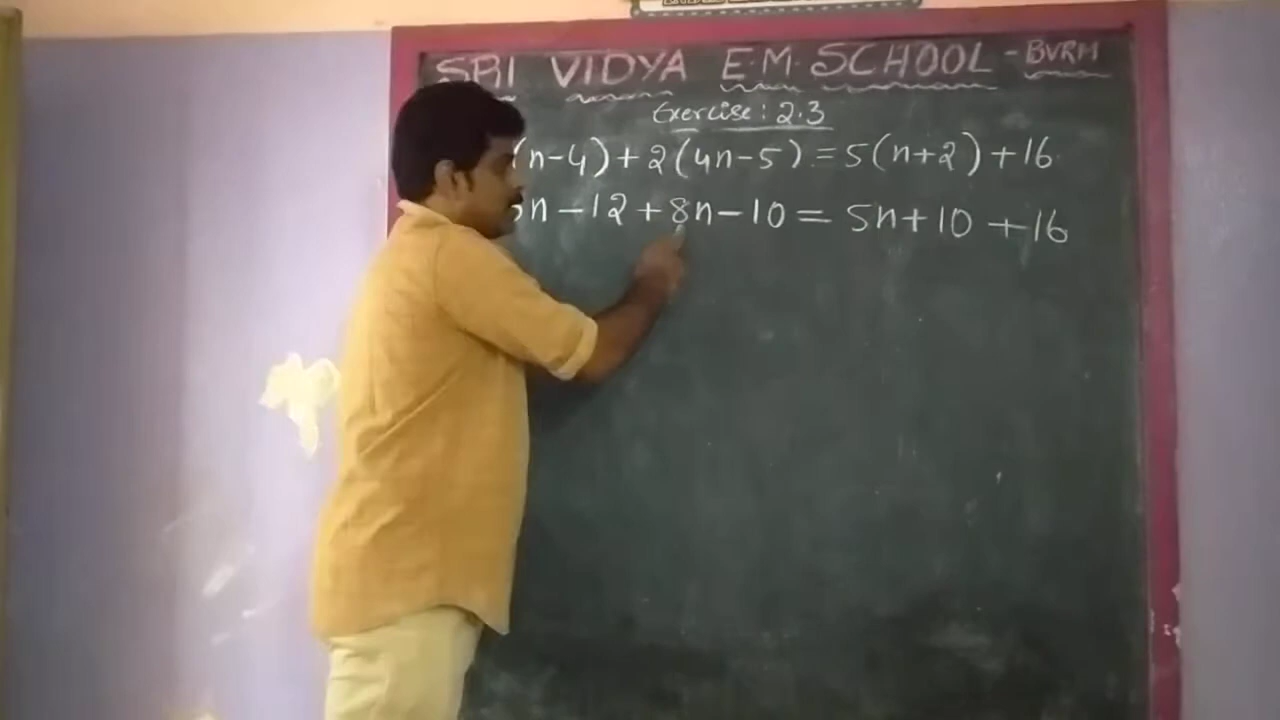 SRI VIDYA E.M. SCHOOL - BVRM
Exercise: 2.3
(n-4)+2(4n-5)=5(n+2)+16
n-12+8n-10=5n+10+16